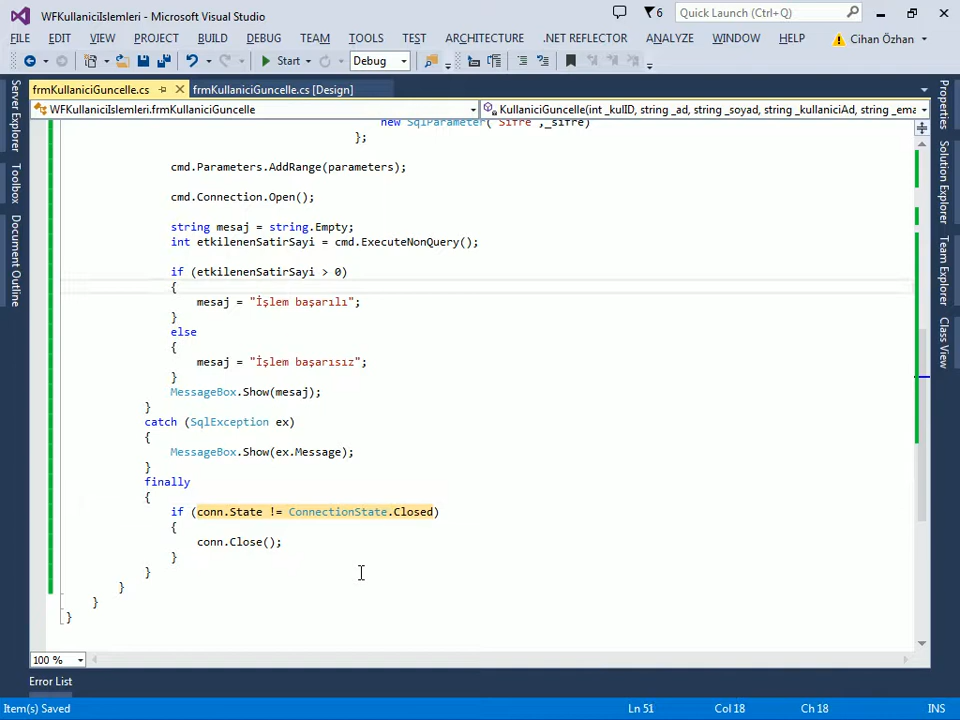 WFKullaniciIslemleri - Microsoft Visual Studio
6
Quick Launch (Ctrl+Q)
FILE EDIT VIEW PROJECT BUILD DEBUG TEAM TOOLS TEST ARCHITECTURE .NET REFLECTOR ANALYZE WINDOW HELP Cihan Özhan
Start Debug
frmKullaniciGuncelle.cs frmKullaniciGuncelle.cs [Design]
WFKullaniciIslemleri.frmKullaniciGuncelle KullaniciGuncelle(int _kulID, string _ad, string _soyad, string _kullaniciAd, string _ema
new SqlParameter("Sifre",_sifre)
};
cmd.Parameters.AddRange(parameters);
cmd.Connection.Open();
string mesaj = string.Empty;
int etkilenenSatirSayi = cmd.ExecuteNonQuery();
if (etkilenenSatirSayi > 0)
{
mesaj = "İşlem başarılı";
}
else
{
mesaj = "İşlem başarısız";
}
MessageBox.Show(mesaj);
}
catch (SqlException ex)
{
MessageBox.Show(ex.Message);
}
finally
{
if (conn.State != ConnectionState.Closed)
{
conn.Close();
}
}
}
}
}
100 %
Error List
Item(s) Saved Ln 51 Col 18 Ch 18 INS
Server Explorer
Toolbox
Document Outline
Properties
Solution Explorer
Team Explorer
Class View